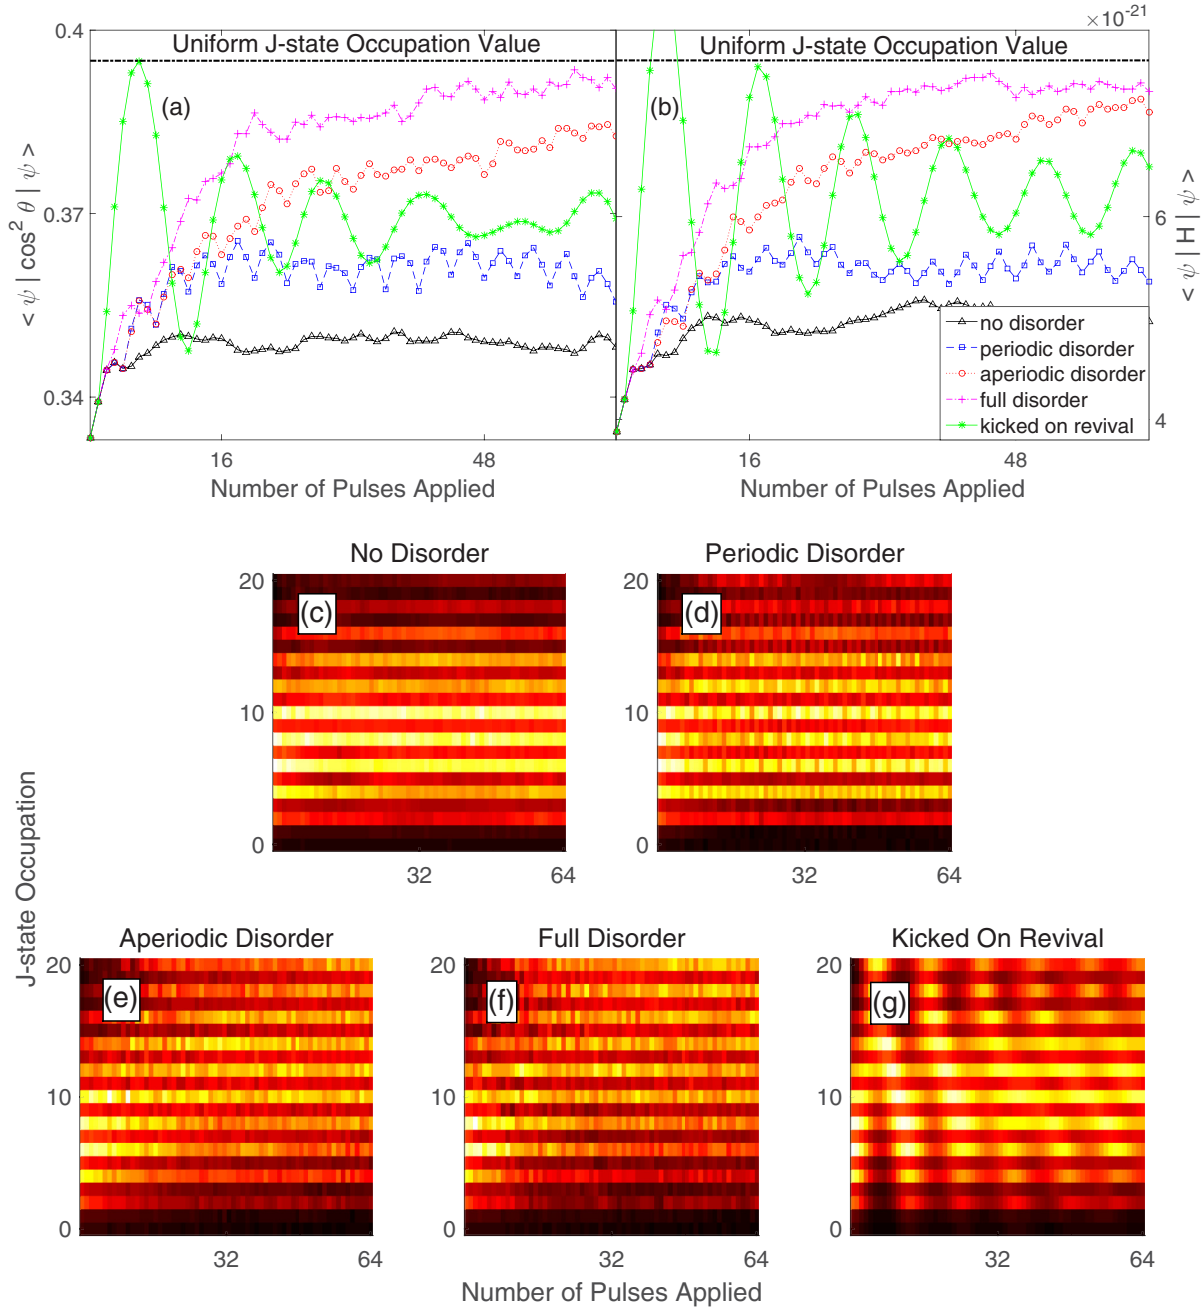 ×10^-21
0.4
Uniform J-state Occupation Value
Uniform J-state Occupation Value
(a)
(b)
< ψ | cos² θ | ψ >
0.37
0.34
6
4
< ψ | H | ψ >
no disorder
periodic disorder
aperiodic disorder
full disorder
kicked on revival
16
48
16
48
Number of Pulses Applied
Number of Pulses Applied
No Disorder
Periodic Disorder
20
10
0
(c)
32
64
20
10
0
(d)
32
64
J-state Occupation
Aperiodic Disorder
Full Disorder
Kicked On Revival
20
10
0
(e)
32
64
20
10
0
(f)
32
64
20
10
0
(g)
32
64
Number of Pulses Applied